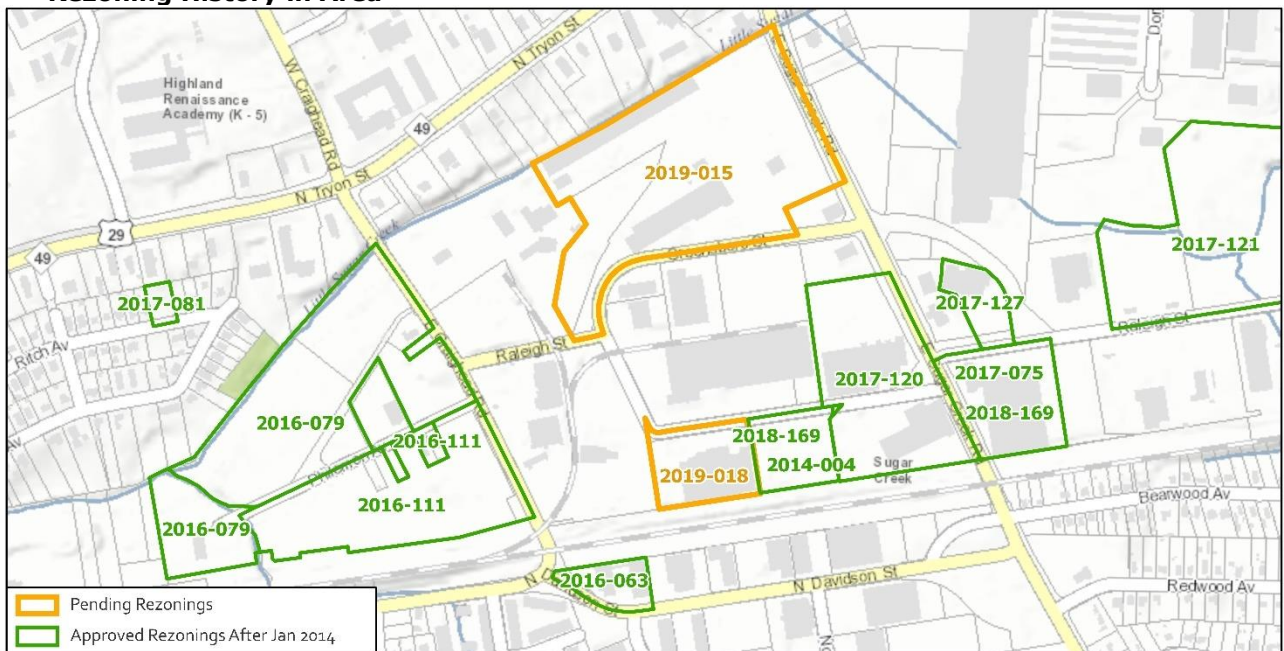 Rezoning History in Area
Highland
Renaissance
Academy (K - 5)
W Craighead Rd
N Tryon St
49
N Tryon St
29
49
Little Sugar
2019-015
2017-121
2017-081
Ritch Av
Av
Raleigh St
2017-127
Raleigh St
2017-120
2017-075
2018-169
2016-079
2016-111
2018-169
2014-004
Sugar
Creek
2019-018
2016-111
2016-079
Bearwood Av
2016-063
N Davidson St
N Davidson St
Redwood Av
Pending Rezonings
Approved Rezonings After Jan 2014